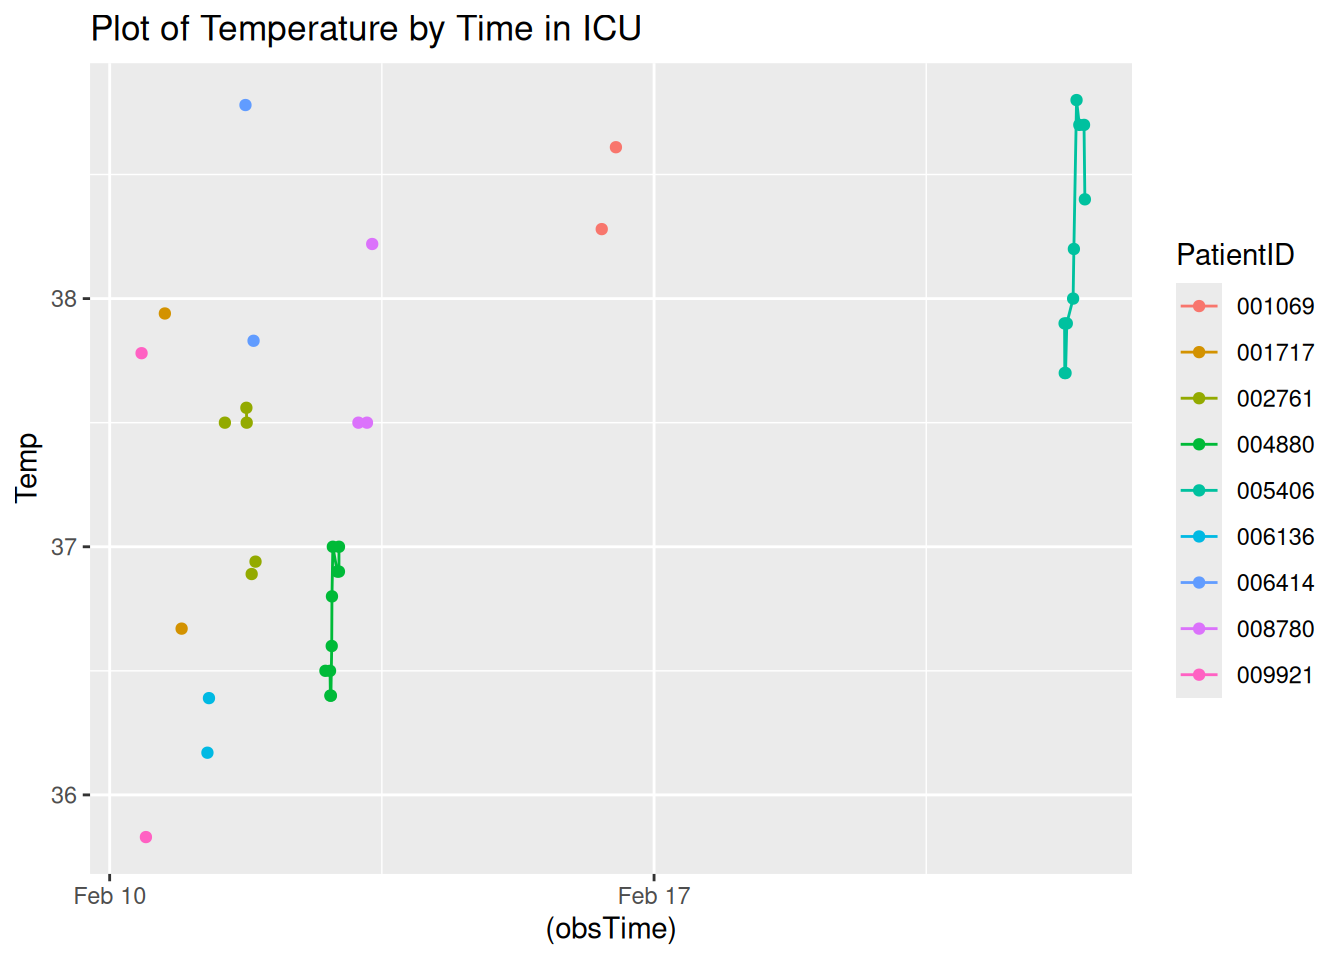 Plot of Temperature by Time in ICU
Temp
38
37
36
Feb 10
Feb 17
(obsTime)
PatientID
001069
001717
002761
004880
005406
006136
006414
008780
009921